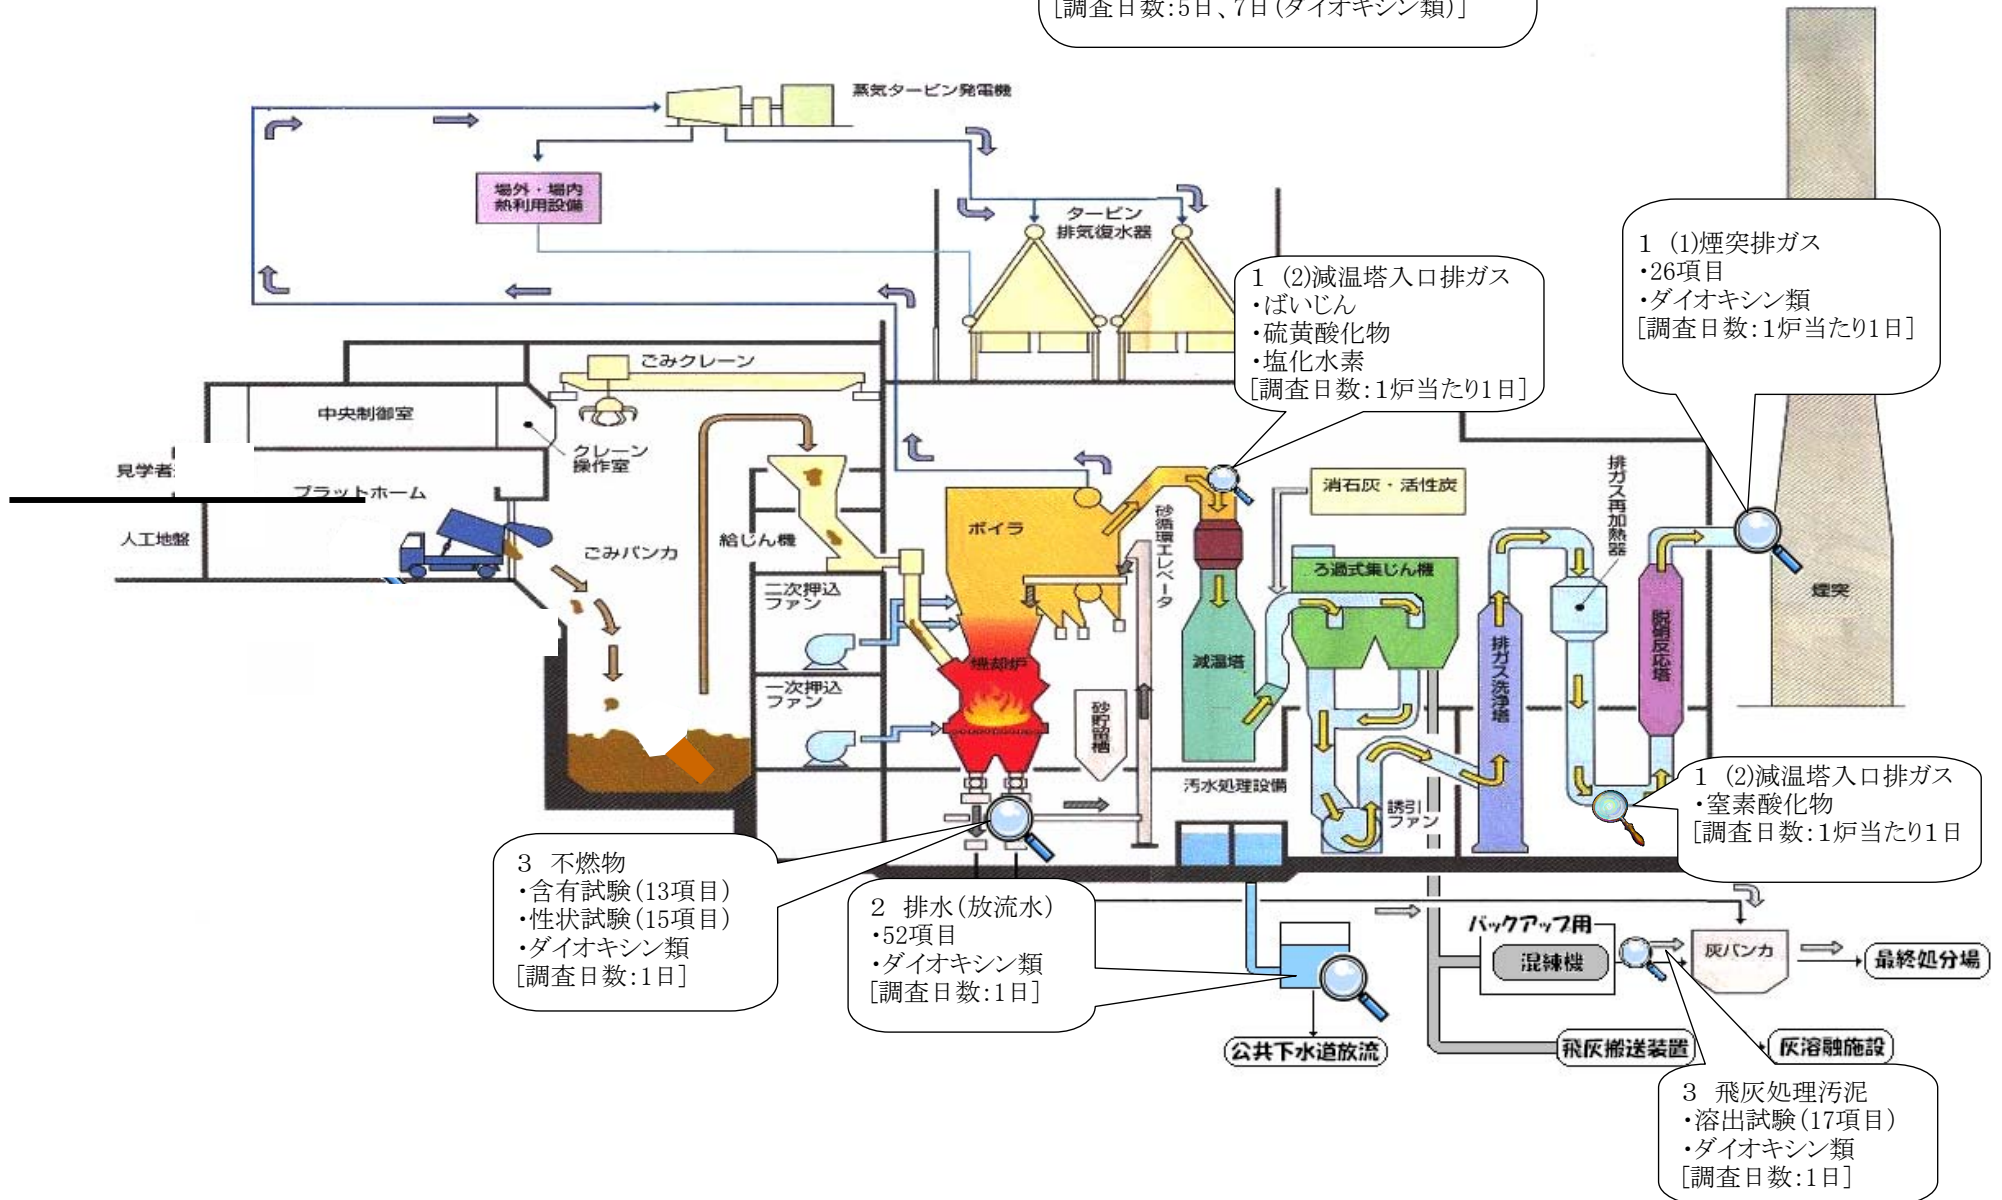 [調査日数:5日、7日(ダイオキシン類)]
蒸気タービン発電機
場外・場内
熱利用設備
タービン
排気復水器
1 (2)減温塔入口排ガス
・ばいじん
・硫黄酸化物
・塩化水素
[調査日数:1炉当たり1日]
1 (1)煙突排ガス
・26項目
・ダイオキシン類
[調査日数:1炉当たり1日]
ごみクレーン
中央制御室
クレーン
操作室
見学者
プラットホーム
人工地盤
ごみバンカ
給じん機
二次押込
ファン
一次押込
ファン
ボイラ
焼却炉
砂循環エレベータ
砂貯留槽
減温塔
消石灰・活性炭
ろ過式集じん機
排ガス洗浄塔
排ガス再加熱器
脱硝反応塔
煙突
汚水処理設備
誘引
ファン
1 (2)減温塔入口排ガス
・窒素酸化物
[調査日数:1炉当たり1日
3 不燃物
・含有試験(13項目)
・性状試験(15項目)
・ダイオキシン類
[調査日数:1日]
2 排水(放流水)
・52項目
・ダイオキシン類
[調査日数:1日]
バックアップ用
混練機
灰バンカ
最終処分場
公共下水道放流
飛灰搬送装置
灰溶融施設
3 飛灰処理汚泥
・溶出試験(17項目)
・ダイオキシン類
[調査日数:1日]